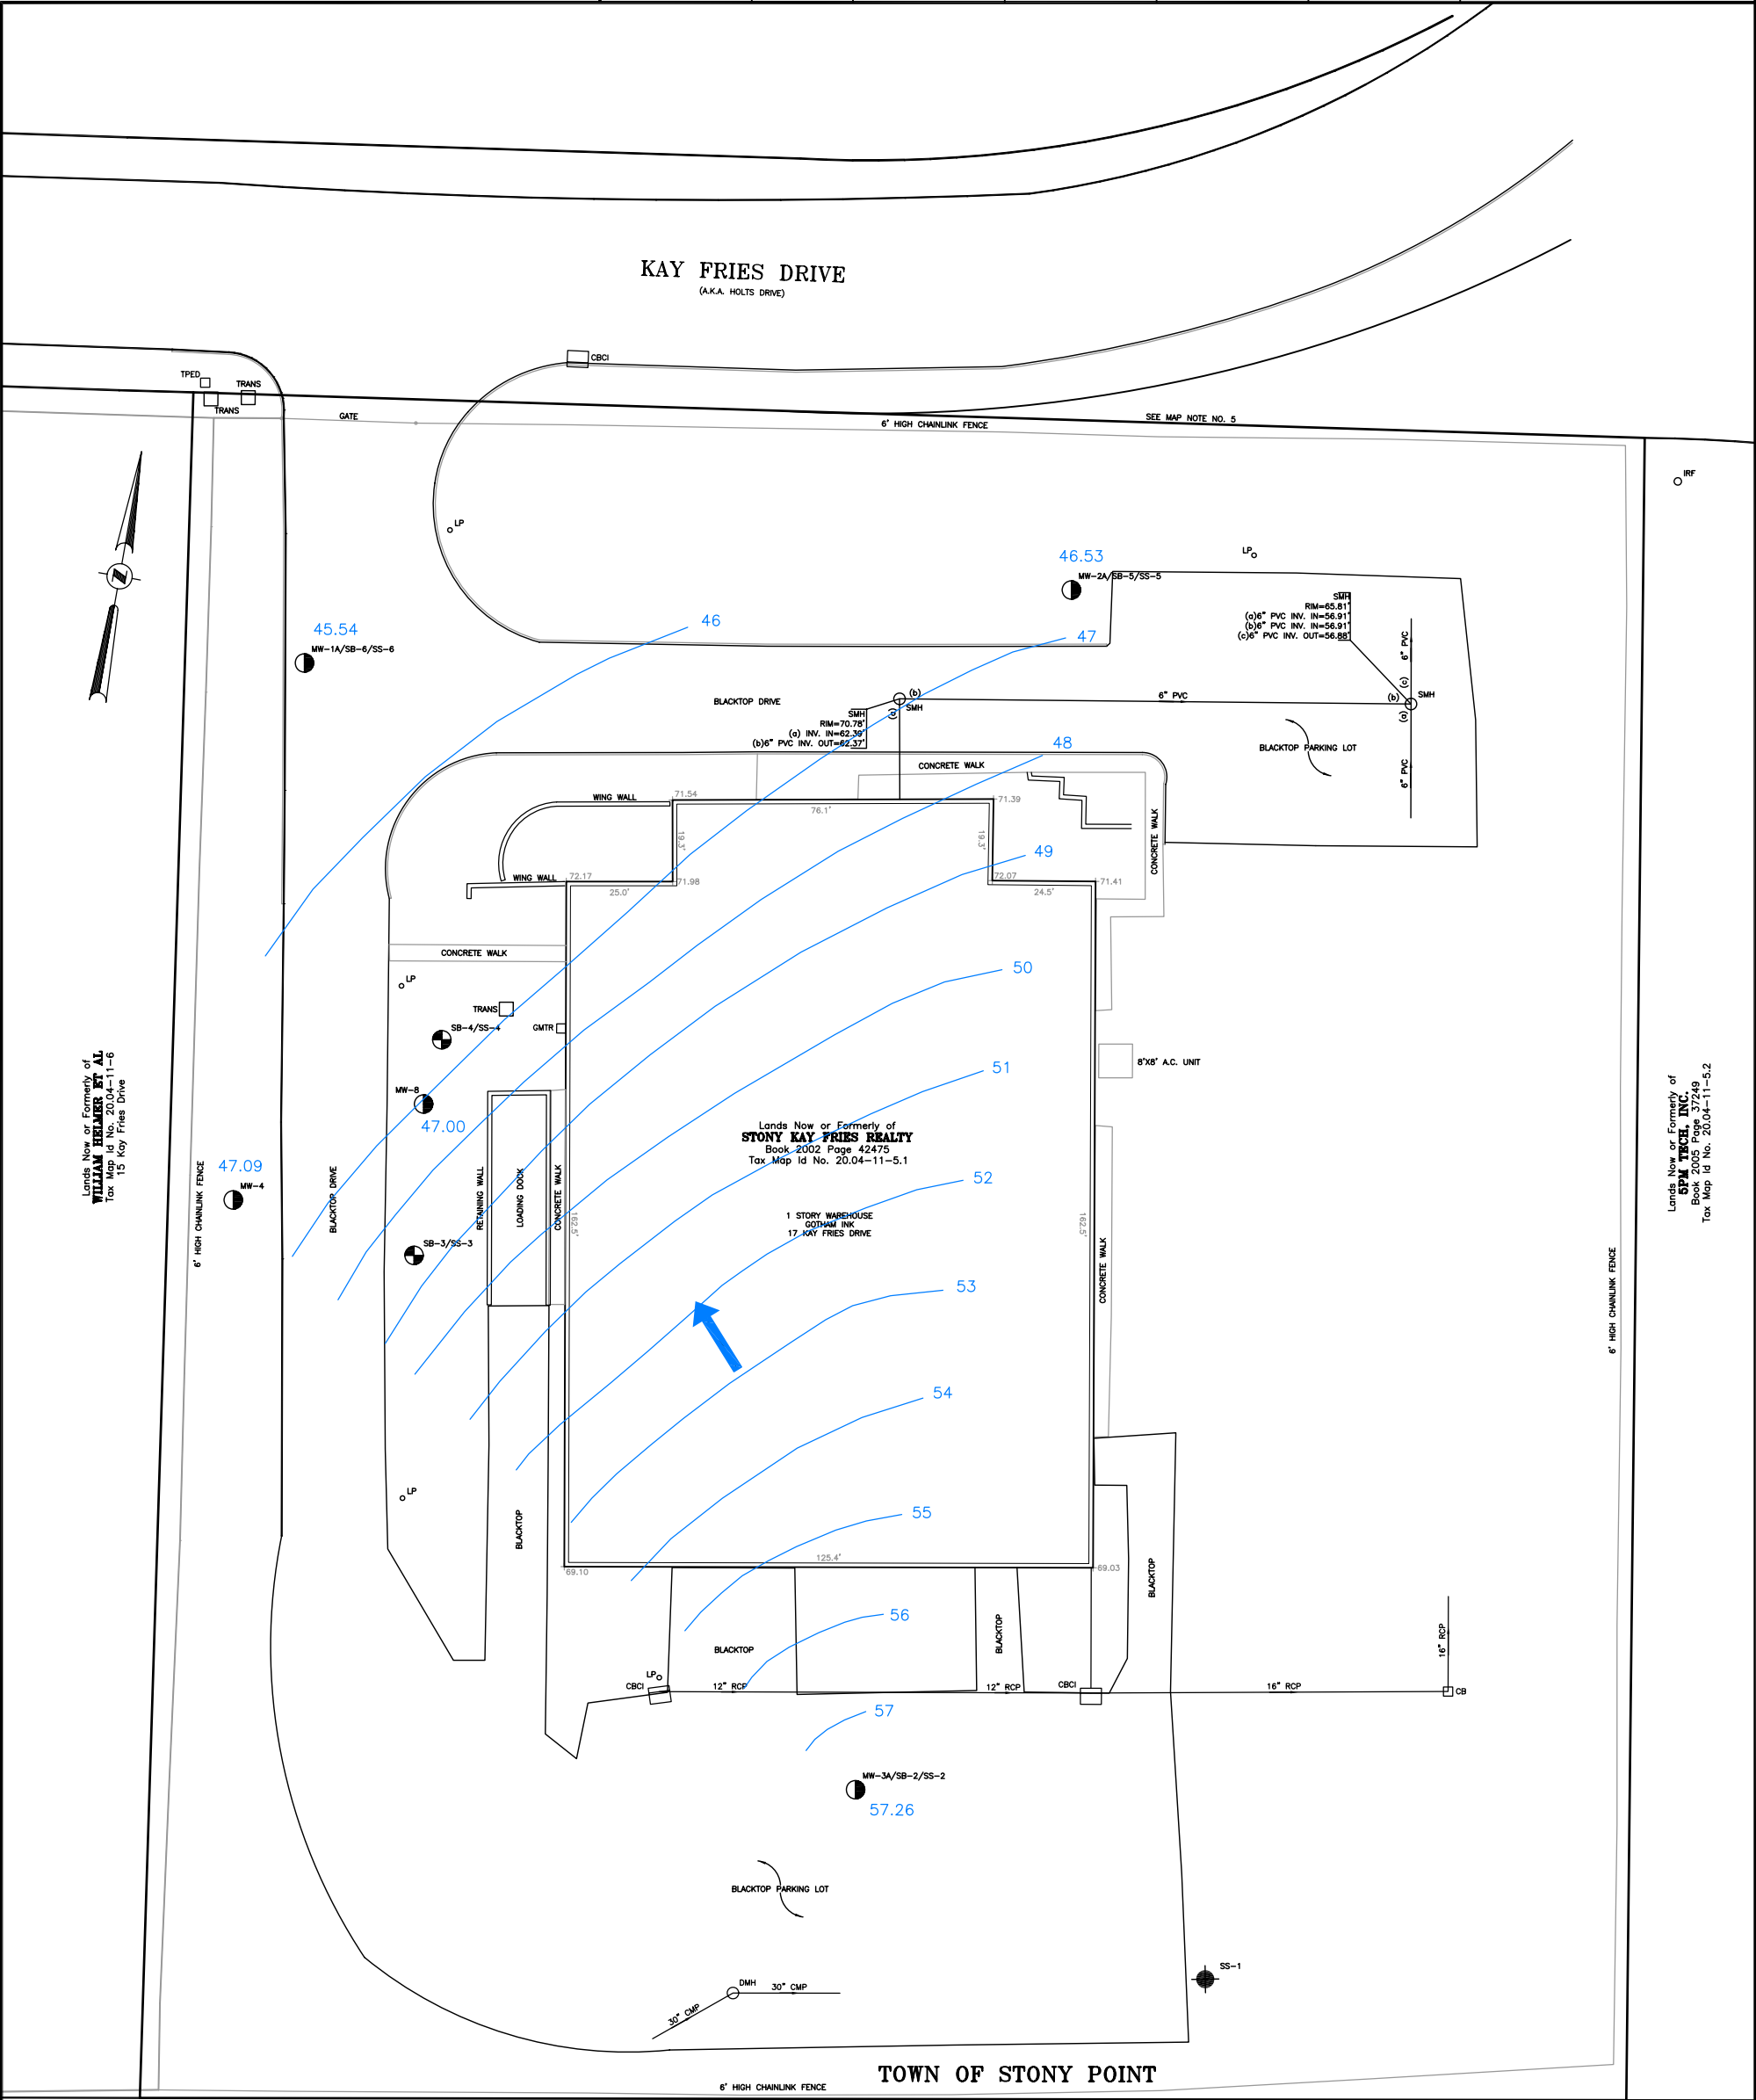 KAY FRIES DRIVE
(A.K.A. HOLTS DRIVE)
CBCI
TPED
TRANS
TRANS
GATE
6' HIGH CHAINLINK FENCE
SEE MAP NOTE NO. 5
IRF
LP
N
46.53
MW-2A/SB-5/SS-5
LP
SMH
RIM=65.81'
(a)6" PVC INV. IN=56.91'
(b)6" PVC INV. IN=56.91'
(c)6" PVC INV. OUT=56.88'
6" PVC
(c)
(b)
SMH
(a)
6" PVC
45.54
MW-1A/SB-6/SS-6
46
47
BLACKTOP DRIVE
(b)
SMH
(a)
6" PVC
SMH
RIM=70.78'
(a) INV. IN=62.39'
(b)6" PVC INV. OUT=62.37'
BLACKTOP PARKING LOT
48
CONCRETE WALK
WING WALL
71.54
76.1'
71.39
19.3'
19.3'
CONCRETE WALK
49
WING WALL
72.17
71.98
25.0'
72.07
24.5'
71.41
CONCRETE WALK
50
LP
TRANS
SB-4/SS-4
GMTR
8'X8' A.C. UNIT
51
MW-8
47.00
Lands Now or Formerly of
WILLIAM HELMER ET AL
Tax Map Id No. 20.04-11-6
15 Kay Fries Drive
Lands Now or Formerly of
STONY KAY FRIES REALTY
Book 2002 Page 42475
Tax Map Id No. 20.04-11-5.1
Lands Now or Formerly of
5PM TECH, INC.
Book 2005 Page 37249
Tax Map Id No. 20.04-11-5.2
47.09
MW-4
52
6' HIGH CHAINLINK FENCE
BLACKTOP DRIVE
RETAINING WALL
LOADING DOCK
CONCRETE WALK
162.5'
1 STORY WAREHOUSE
GOTHAM INK
17 KAY FRIES DRIVE
162.5'
CONCRETE WALK
6' HIGH CHAINLINK FENCE
SB-3/SS-3
53
54
LP
BLACKTOP
55
125.4'
69.10
69.03
BLACKTOP
56
BLACKTOP
BLACKTOP
16" RCP
LP
CBCI
12" RCP
12" RCP
CBCI
16" RCP
CB
57
MW-3A/SB-2/SS-2
57.26
BLACKTOP PARKING LOT
SS-1
DMH
30" CMP
30" CMP
TOWN OF STONY POINT
6' HIGH CHAINLINK FENCE